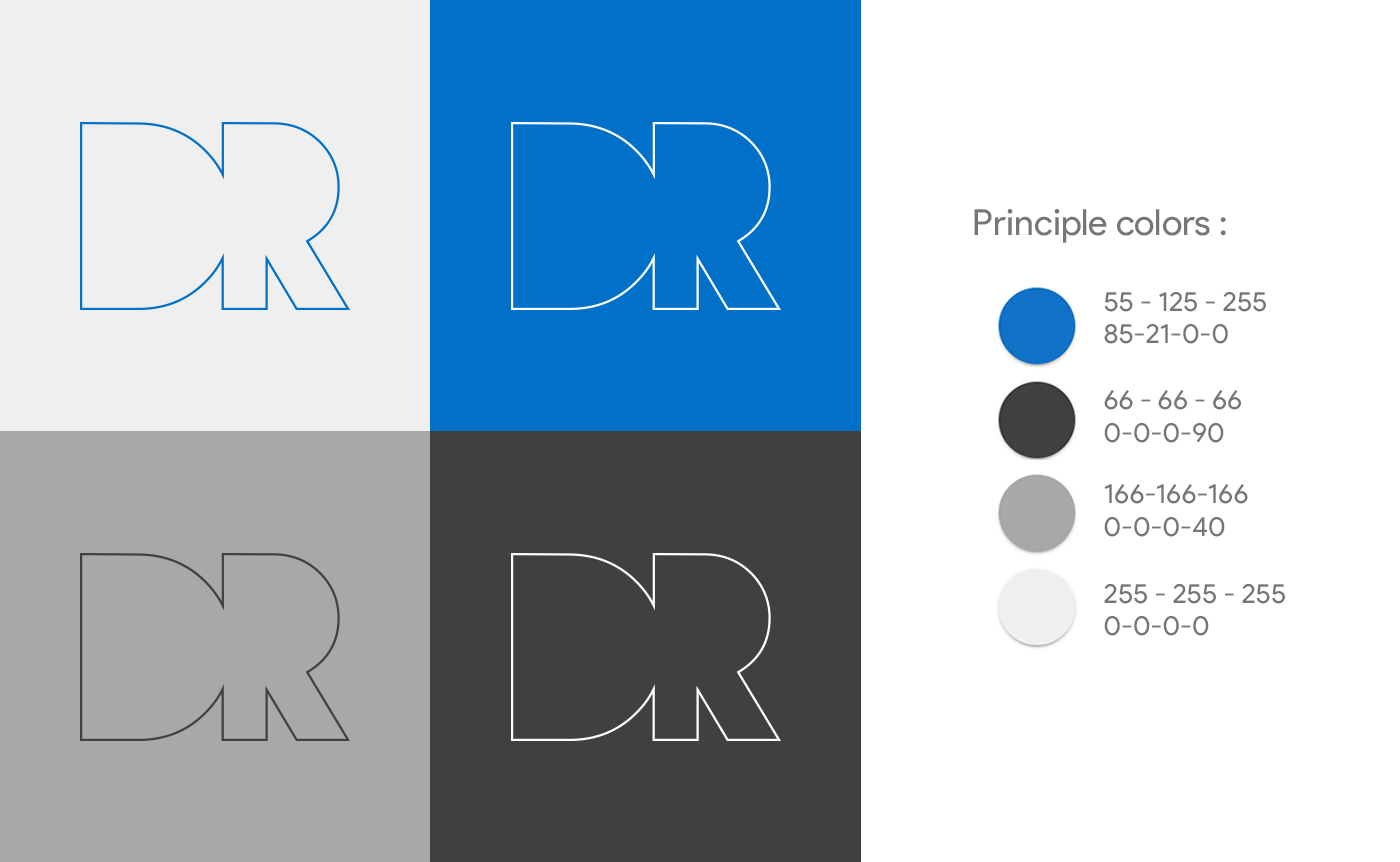 DR
DR
Principle colors :
55 - 125 - 255
85-21-0-0
66 - 66 - 66
0-0-0-90
166-166-166
0-0-0-40
255 - 255 - 255
0-0-0-0
DR
DR